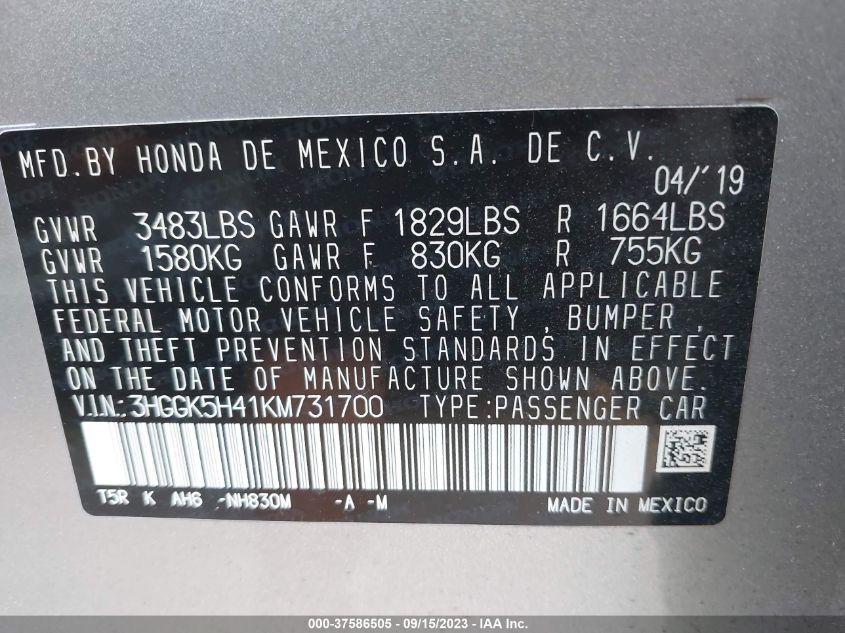 MFD.BY HONDA DE MEXICO S.A. DE C.V.
04/'19
GVWR 3483LBS GAWR F 1829LBS R 1664LBS
GVWR 1580KG GAWR F 830KG R 755KG
THIS VEHICLE CONFORMS TO ALL APPLICABLE
FEDERAL MOTOR VEHICLE SAFETY , BUMPER ,
AND THEFT PREVENTION STANDARDS IN EFFECT
ON THE DATE OF MANUFACTURE SHOWN ABOVE.
V.I.N.:3HGGK5H41KM731700 TYPE:PASSENGER CAR
T5R K AH6 -NH830M -A -M MADE IN MEXICO
000-37586505 - 09/15/2023 - IAA Inc.